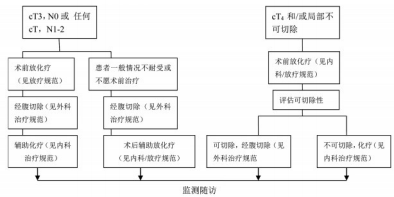 cT3，N0或 任何
cT，N1-2
cT4 和/或局部不
可切除
术前放化疗
（见放疗规范）
患者一般情况不耐受或
不愿术前治疗
术前放化疗（见内
科/放疗规范）
经腹切除（见外科
治疗规范）
经腹切除（见外科
治疗规范）
评估可切除性
辅助化疗（见内科
治疗规范）
术后辅助放化疗
（见内科/放疗规范）
可切除，经腹切除（见
外科治疗规范
不可切除，化疗（见
内科治疗规范）
监测随访